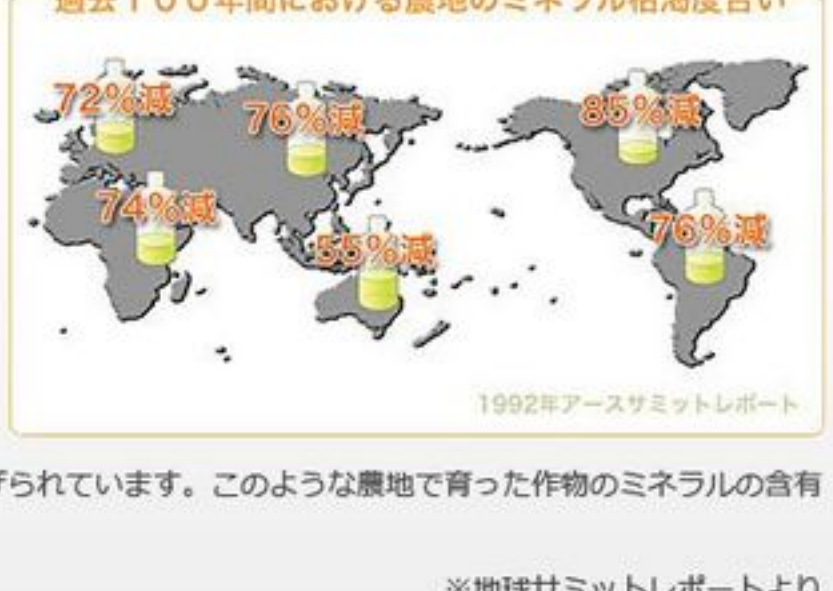 過去100年間における農地のミネラル枯渇度合い
72%減
76%減
85%減
74%減
55%減
76%減
1992年アースサミットレポート
げられています。このような農地で育った作物のミネラルの含有
※地球サミットレポートより